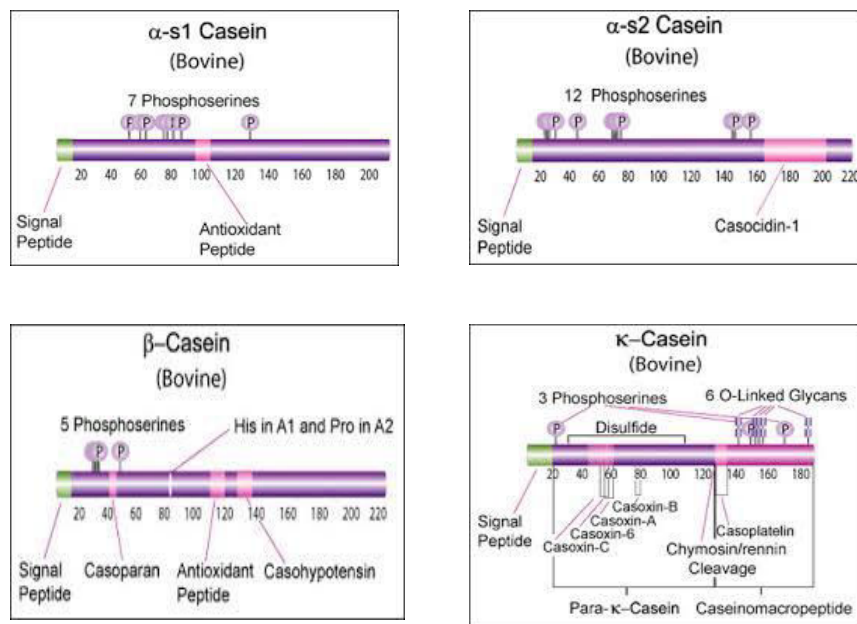 α-s1 Casein
(Bovine)
7 Phosphoserines
P P P P
20 40 60 80 100 120 140 160 180 200
Signal
Peptide
Antioxidant
Peptide
α-s2 Casein
(Bovine)
12 Phosphoserines
P P P P P
20 40 60 80 100 120 140 160 180 200 220
Signal
Peptide
Casocidin-1
β-Casein
(Bovine)
5 Phosphoserines
His in A1 and Pro in A2
P P
20 40 60 80 100 120 140 160 180 200 220
Signal
Peptide
Casoparan
Antioxidant
Peptide
Casohypotensin
κ-Casein
(Bovine)
3 Phosphoserines
6 O-Linked Glycans
P P P
Disulfide
20 40 60 80 100 120 140 160 180
Casoxin-B
Casoxin-A
Casoxin-6
Casoxin-C
Casoplatelin
Signal
Peptide
Chymosin/rennin
Cleavage
Para-κ-Casein
Caseinomacropeptide